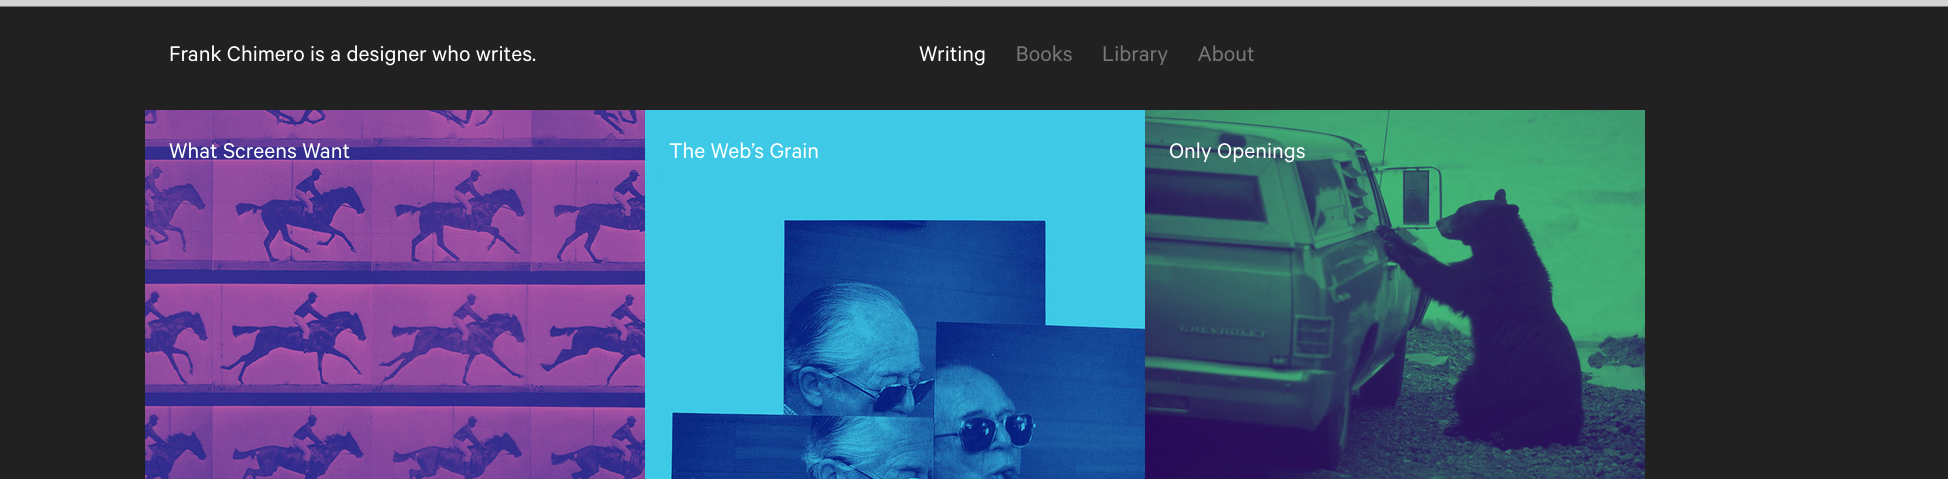 Frank Chimero is a designer who writes.
Writing Books Library About
What Screens Want
The Web’s Grain
Only Openings
CHEVROLET